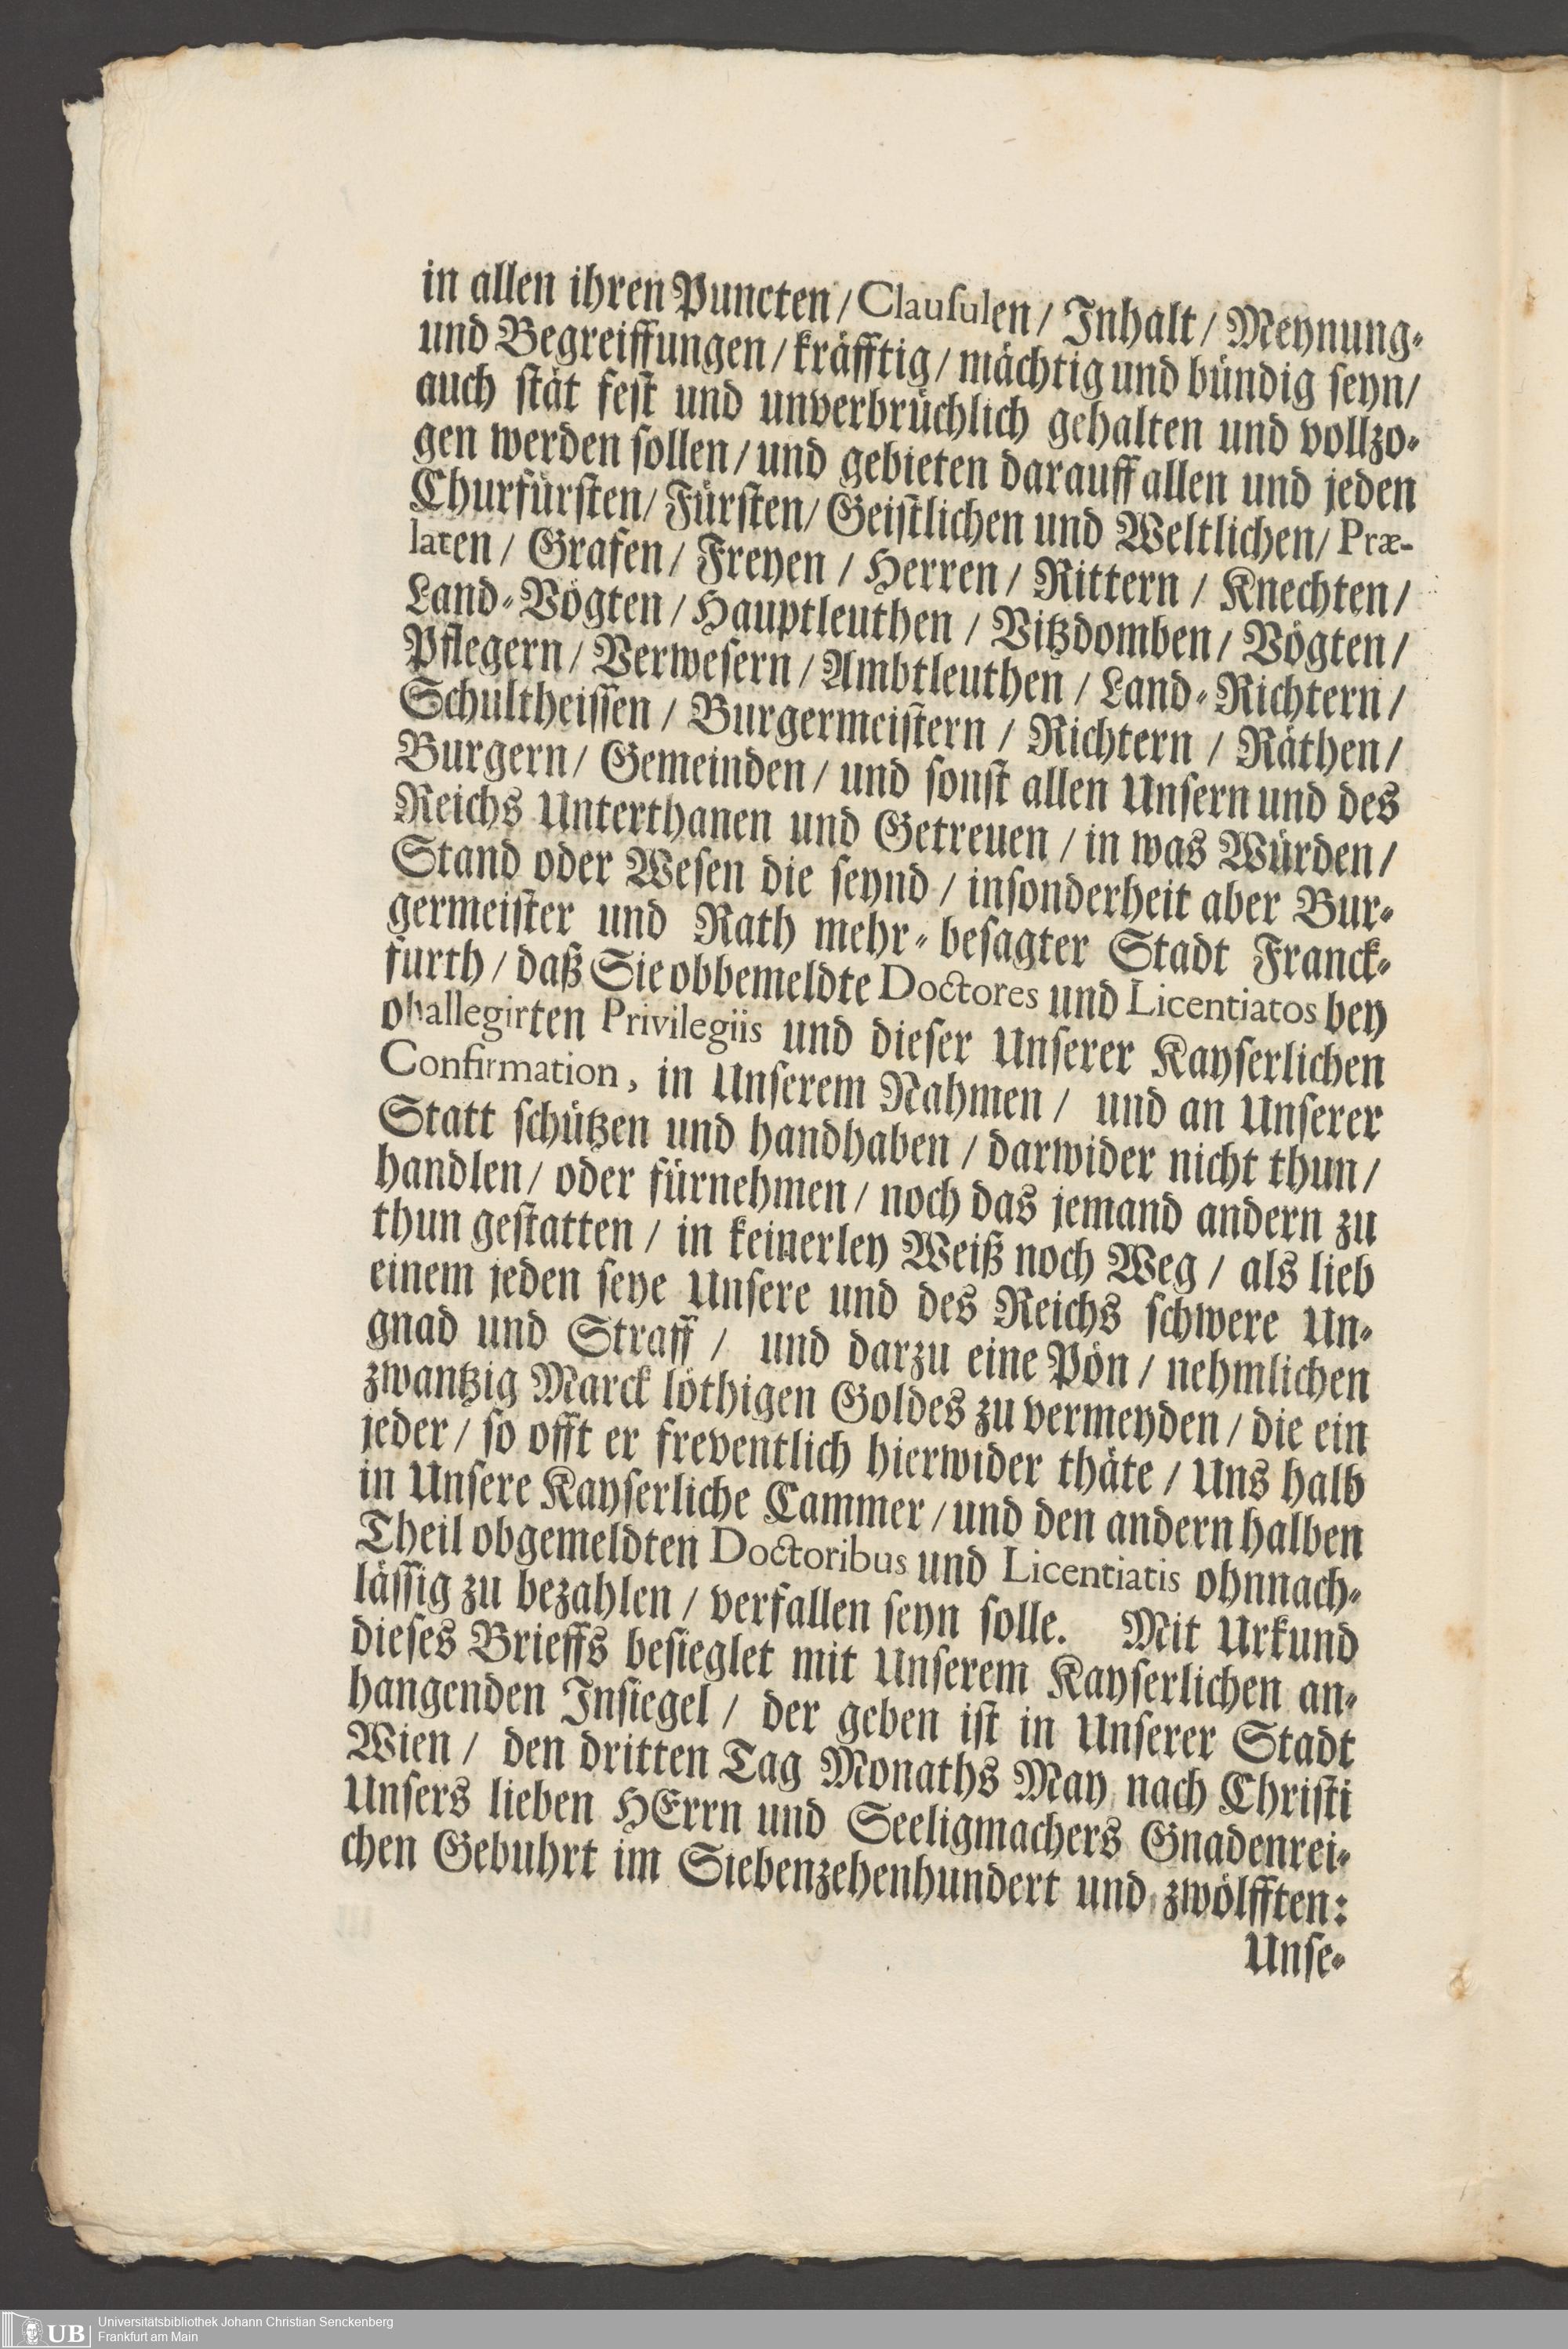 in allen ihren Puncten / Clausulen / Inhalt / Meynung-
und Begreiffungen / kräfftig / mächtig und bündig seyn /
auch stät fest und unverbrüchlich gehalten und vollzo-
gen werden sollen / und gebieten darauff allen und jeden
Churfürsten / Fürsten / Geistlichen und Weltlichen / Præ-
laten / Grafen / Freyen / Herren / Rittern / Knechten /
Land-Vögten / Hauptleuthen / Vitzdomben / Vögten /
Pflegern / Verwesern / Ambtleuthen / Land-Richtern /
Schultheissen / Burgermeistern / Richtern / Räthen /
Burgern / Gemeinden / und sonst allen Unsern und des
Reichs Unterthanen und Getreuen / in was Würden /
Stand oder Wesen die seynd / insonderheit aber Bur-
germeister und Rath mehr-besagter Stadt Franck-
furth / daß Sie obbemeldte Doctores und Licentiatos bey
oballegirten Privilegiis und dieser Unserer Kayserlichen
Confirmation, in Unserem Nahmen / und an Unserer
Statt schützen und handhaben / darwider nicht thun /
handlen / oder fürnehmen / noch das jemand andern zu
thun gestatten / in keinerley Weiß noch Weg / als lieb
einem jeden seye Unsere und des Reichs schwere Un-
gnad und Straff / und darzu eine Pön / nehmlichen
zwantzig Marck löthigen Goldes zu vermeyden / die ein
jeder / so offt er freventlich hierwider thäte / Uns halb
in Unsere Kayserliche Cammer / und den andern halben
Theil obgemeldten Doctoribus und Licentiatis ohnnach-
lässig zu bezahlen / verfallen seyn solle. Mit Urkund
dieses Brieffs besieglet mit Unserem Kayserlichen an-
hangenden Insiegel / der geben ist in Unserer Stadt
Wien / den dritten Tag Monaths May nach Christi
Unsers lieben HErrn und Seeligmachers Gnadenrei-
chen Gebuhrt im Siebenzehenhundert und zwölfften:
Unse-
UB
Universitätsbibliothek Johann Christian Senckenberg
Frankfurt am Main